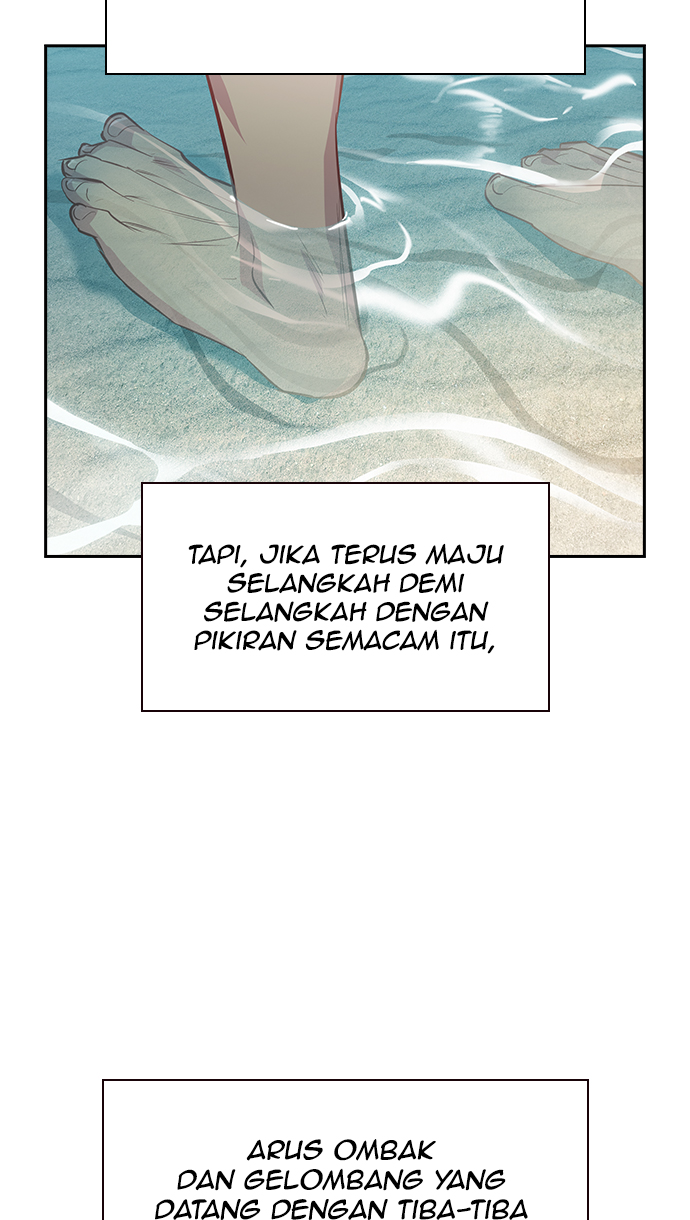 TAPI, JIKA TERUS MAJU
SELANGKAH DEMI
SELANGKAH DENGAN
PIKIRAN SEMACAM ITU,
ARUS OMBAK
DAN GELOMBANG YANG
DATANG DENGAN TIBA-TIBA